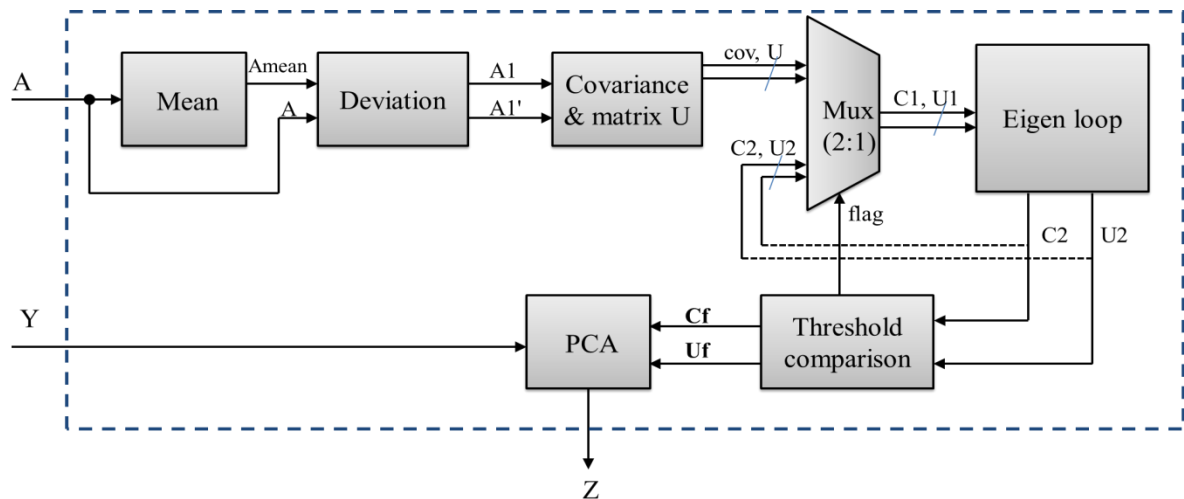 A
Mean
Amean
A
Deviation
A1
A1'
Covariance
& matrix U
cov, U
C2, U2
Mux
(2:1)
flag
C1, U1
Eigen loop
C2
U2
Y
PCA
Cf
Uf
Threshold
comparison
Z